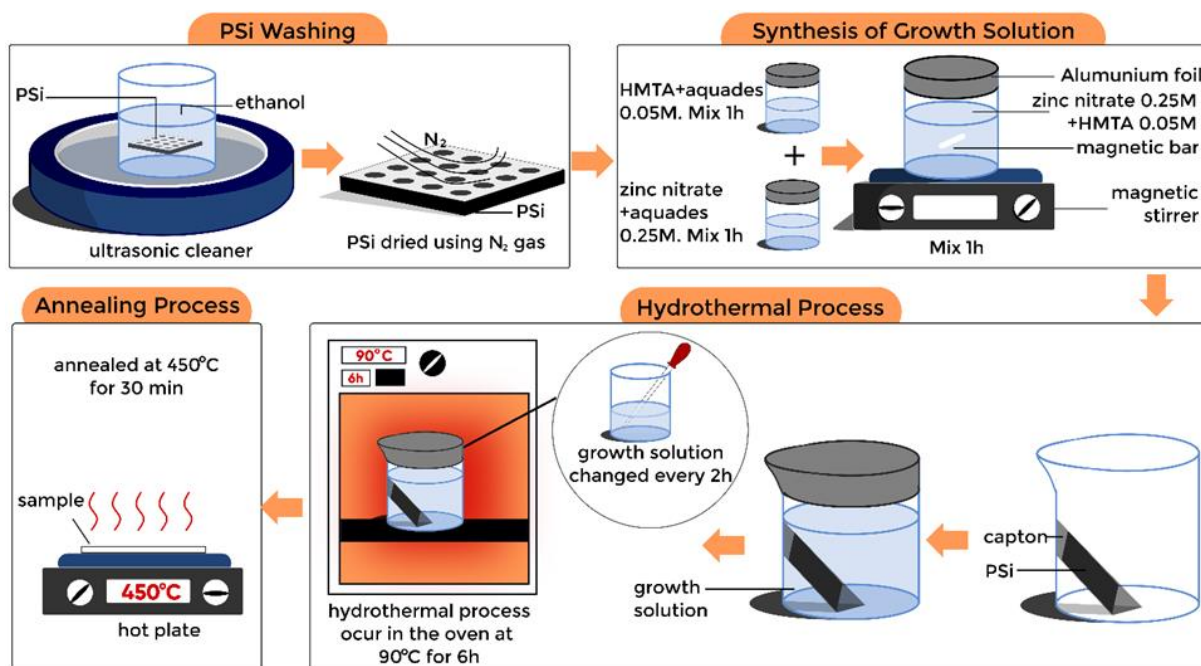 PSi Washing
PSi
ethanol
ultrasonic cleaner
N₂
PSi
PSi dried using N₂ gas
Synthesis of Growth Solution
HMTA+aquades
0.05M. Mix 1h
+
zinc nitrate
+aquades
0.25M. Mix 1h
Alumunium foil
zinc nitrate 0.25M
+HMTA 0.05M
magnetic bar
magnetic
stirrer
Mix 1h
Hydrothermal Process
capton
PSi
growth
solution
growth solution
changed every 2h
90°C
6h
hydrothermal process
occur in the oven at
90°C for 6h
Annealing Process
annealed at 450°C
for 30 min
sample
450°C
hot plate